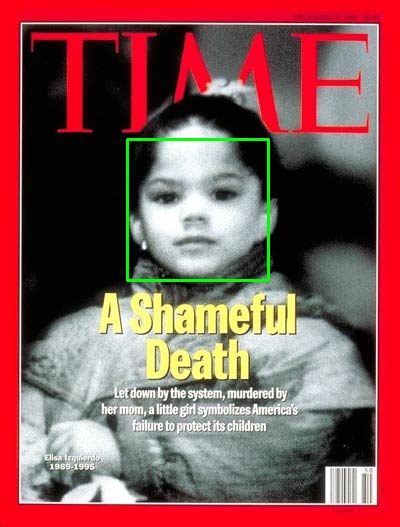 TIME
A Shameful
Death
Let down by the system, murdered by
her mom, a little girl symbolizes America's
failure to protect its children
Elisa Izquierdo
1989-1995
50